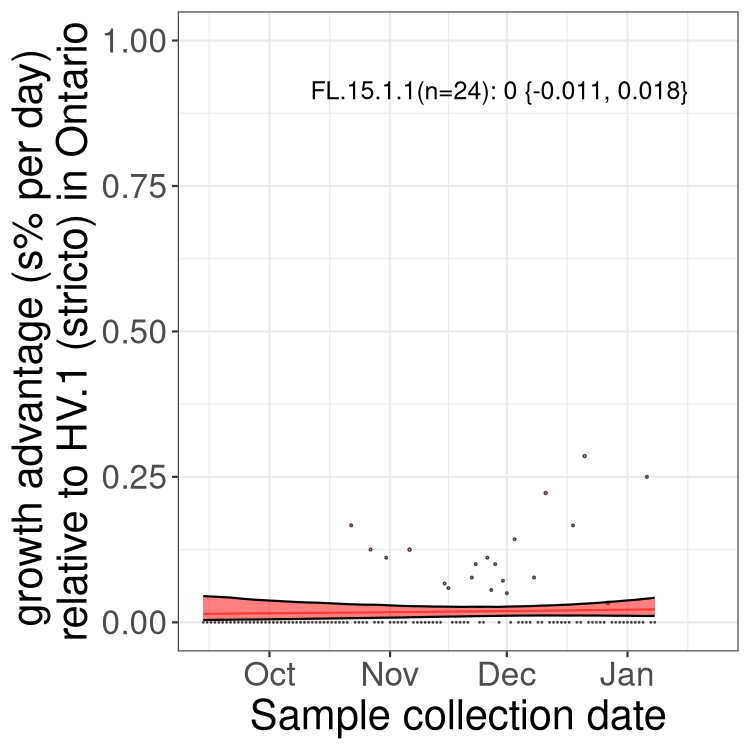 growth advantage (s% per day)
relative to HV.1 (stricto) in Ontario
1.00
0.75
0.50
0.25
0.00
FL.15.1.1(n=24): 0 {-0.011, 0.018}
Oct Nov Dec Jan
Sample collection date